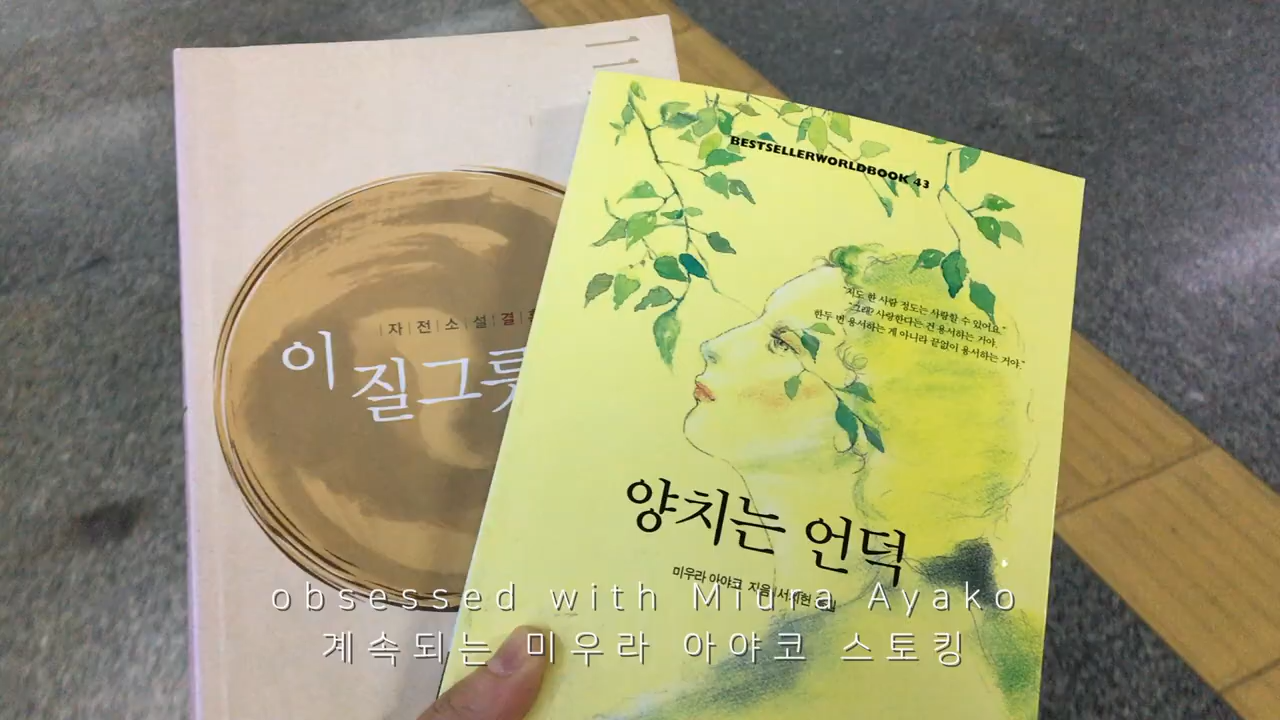 자전소설 결혼
이 질그릇
BESTSELLERWORLDBOOK 43
"저도 한 사람 정도는 사랑할 수 있어요."
"그래? 사랑한다는 건 용서하는 거야.
한두 번 용서하는 게 아니라 끝없이 용서하는 거야."
양치는 언덕
미우라 아야코 지음
obsessed with Miura Ayako
계속되는 미우라 아야코 스토킹